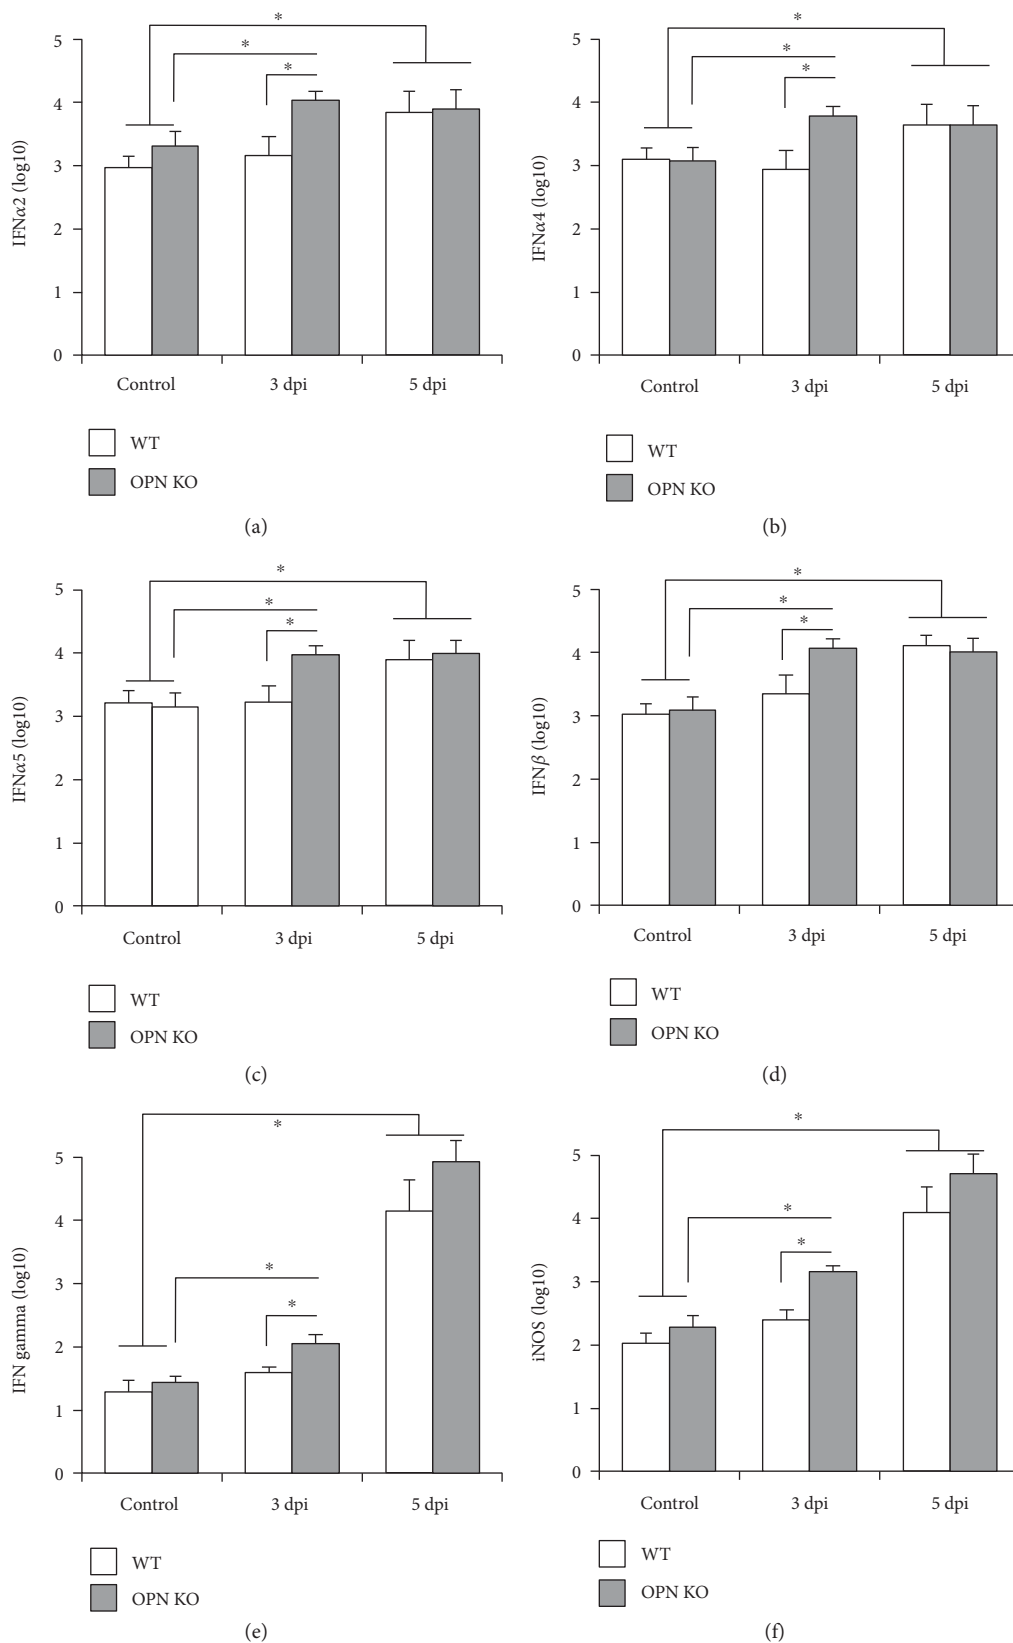 *
*
*
5
4
3
2
1
0
IFNα2 (log10)
Control 3 dpi 5 dpi
WT
OPN KO
(a)
*
*
*
5
4
3
2
1
0
IFNα4 (log10)
Control 3 dpi 5 dpi
WT
OPN KO
(b)
*
*
*
5
4
3
2
1
0
IFNα5 (log10)
Control 3 dpi 5 dpi
WT
OPN KO
(c)
*
*
*
5
4
3
2
1
0
IFNβ (log10)
Control 3 dpi 5 dpi
WT
OPN KO
(d)
*
*
*
5
4
3
2
1
0
IFN gamma (log10)
Control 3 dpi 5 dpi
WT
OPN KO
(e)
*
*
*
5
4
3
2
1
0
iNOS (log10)
Control 3 dpi 5 dpi
WT
OPN KO
(f)